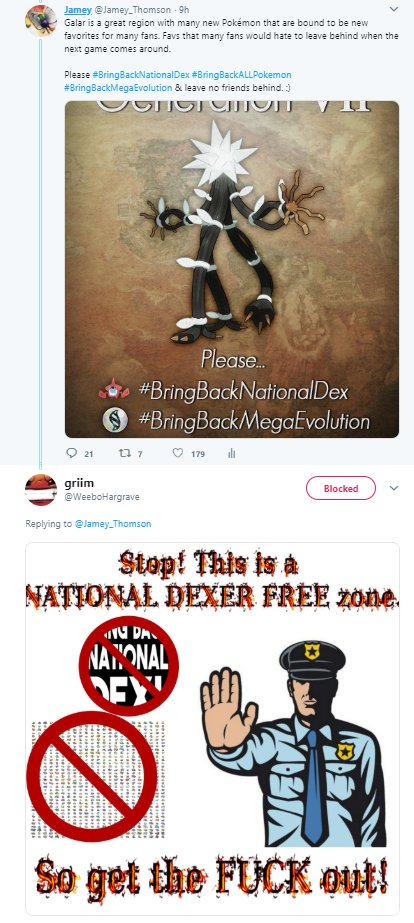 Jamey @Jamey_Thomson · 9h
Galar is a great region with many new Pokémon that are bound to be new
favorites for many fans. Favs that many fans would hate to leave behind when the
next game comes around.
Please #BringBackNationalDex #BringBackALLPokemon
#BringBackMegaEvolution & leave no friends behind. :)
Generation VII
Please...
#BringBackNationalDex
#BringBackMegaEvolution
21 7 179
griim
@WeeboHargrave
Blocked
Replying to @Jamey_Thomson
Stop! This is a
NATIONAL DEXER FREE zone.
NATIONAL
DEX!
So get the FUCK out!